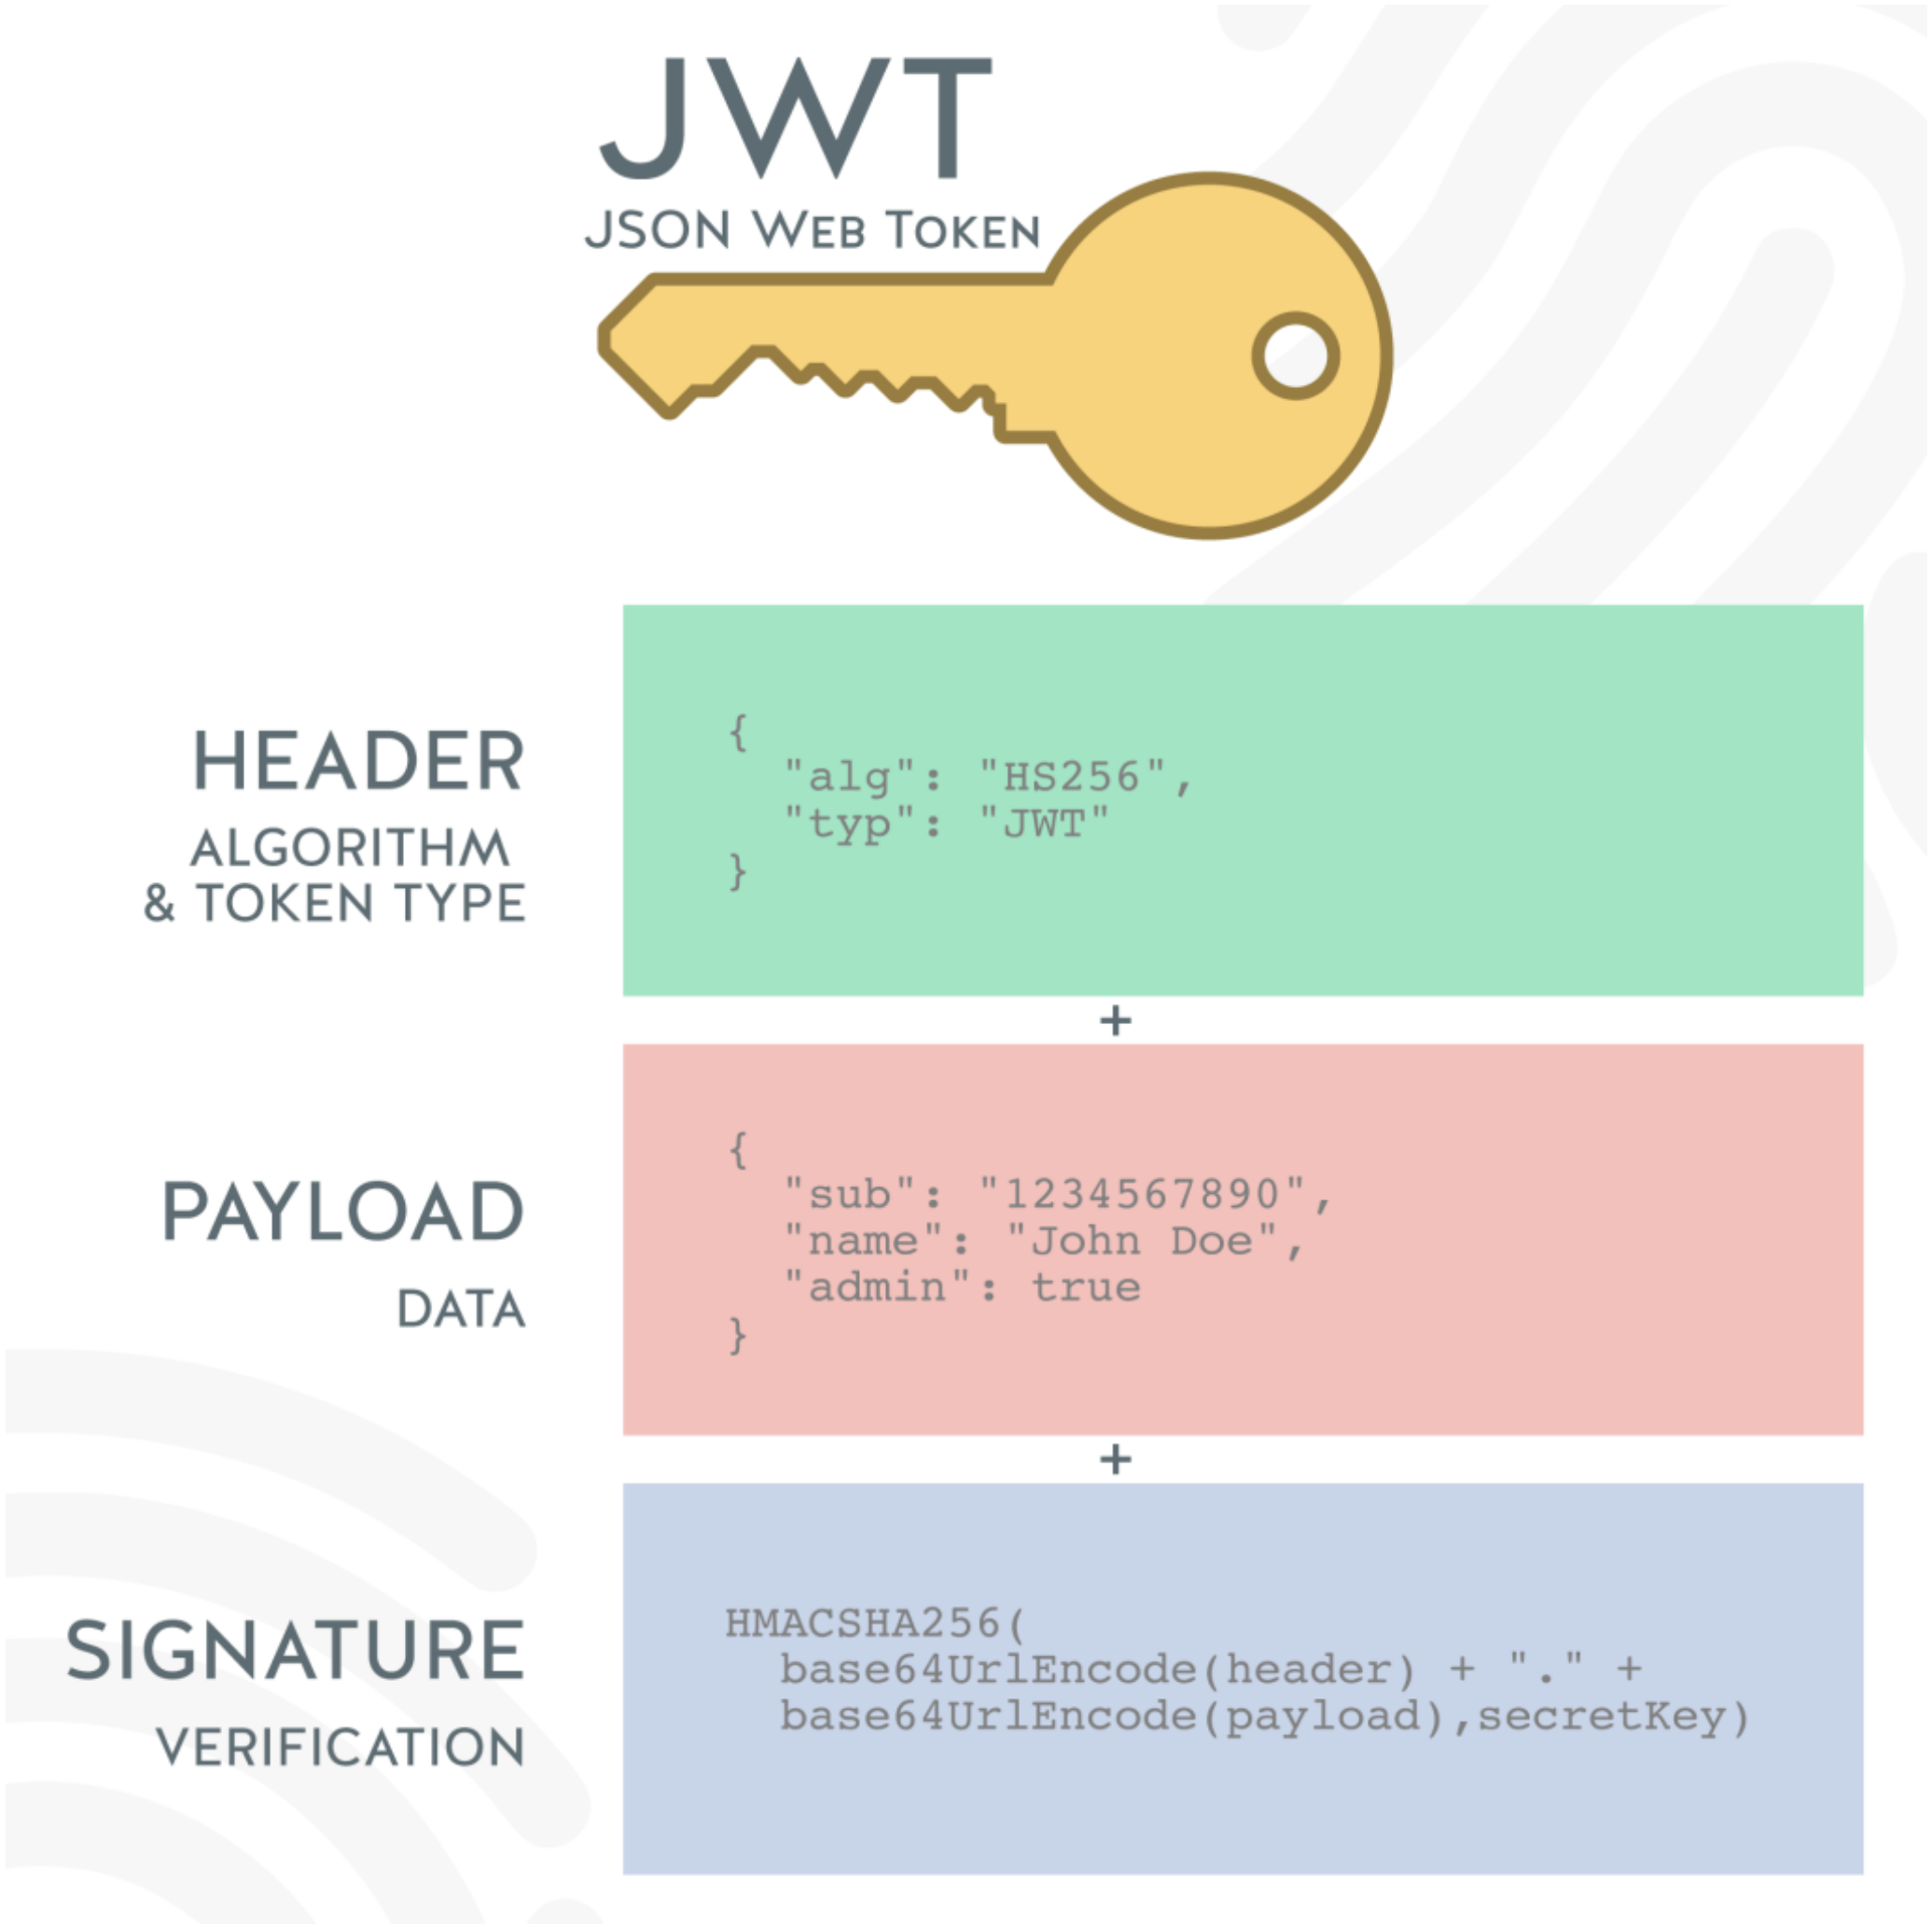 JWT
JSON WEB TOKEN
HEADER
ALGORITHM
& TOKEN TYPE
{
"alg": "HS256",
"typ": "JWT"
}
+
PAYLOAD
DATA
{
"sub": "1234567890",
"name": "John Doe",
"admin": true
}
+
SIGNATURE
VERIFICATION
HMACSHA256(
base64UrlEncode(header) + "." +
base64UrlEncode(payload),secretKey)